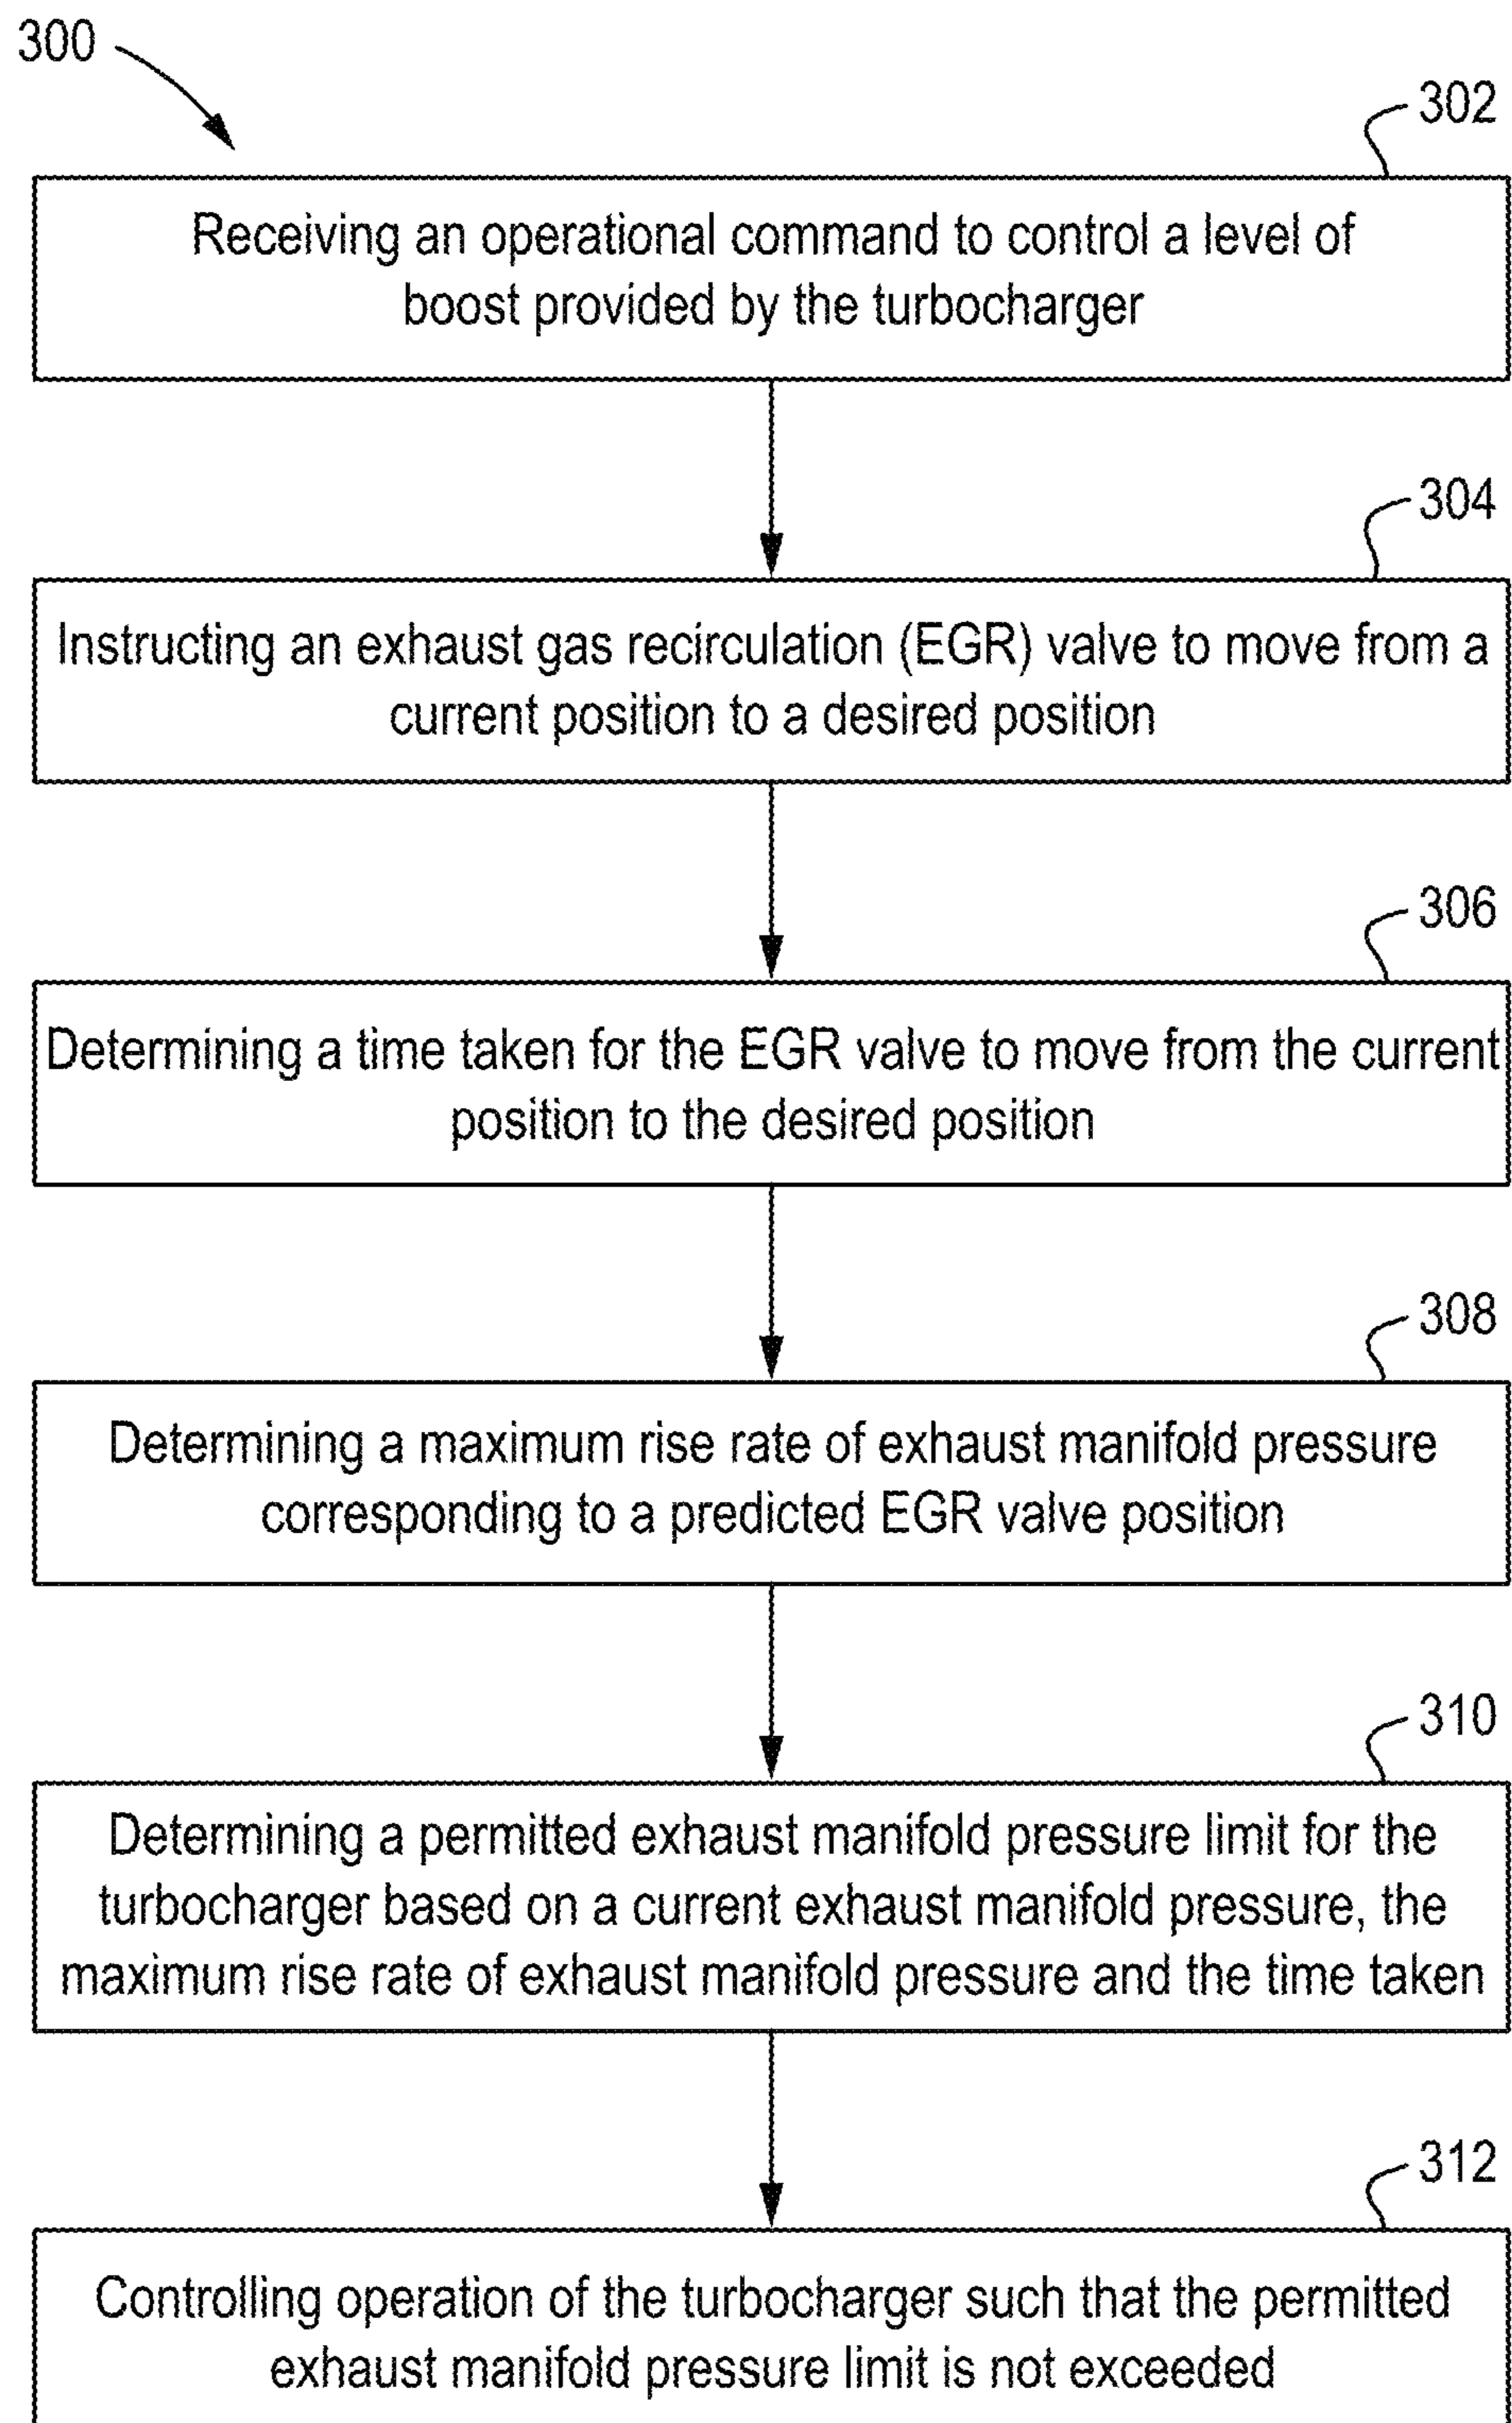 300
302
Receiving an operational command to control a level of
boost provided by the turbocharger
304
Instructing an exhaust gas recirculation (EGR) valve to move from a
current position to a desired position
306
Determining a time taken for the EGR valve to move from the current
position to the desired position
308
Determining a maximum rise rate of exhaust manifold pressure
corresponding to a predicted EGR valve position
310
Determining a permitted exhaust manifold pressure limit for the
turbocharger based on a current exhaust manifold pressure, the
maximum rise rate of exhaust manifold pressure and the time taken
312
Controlling operation of the turbocharger such that the permitted
exhaust manifold pressure limit is not exceeded